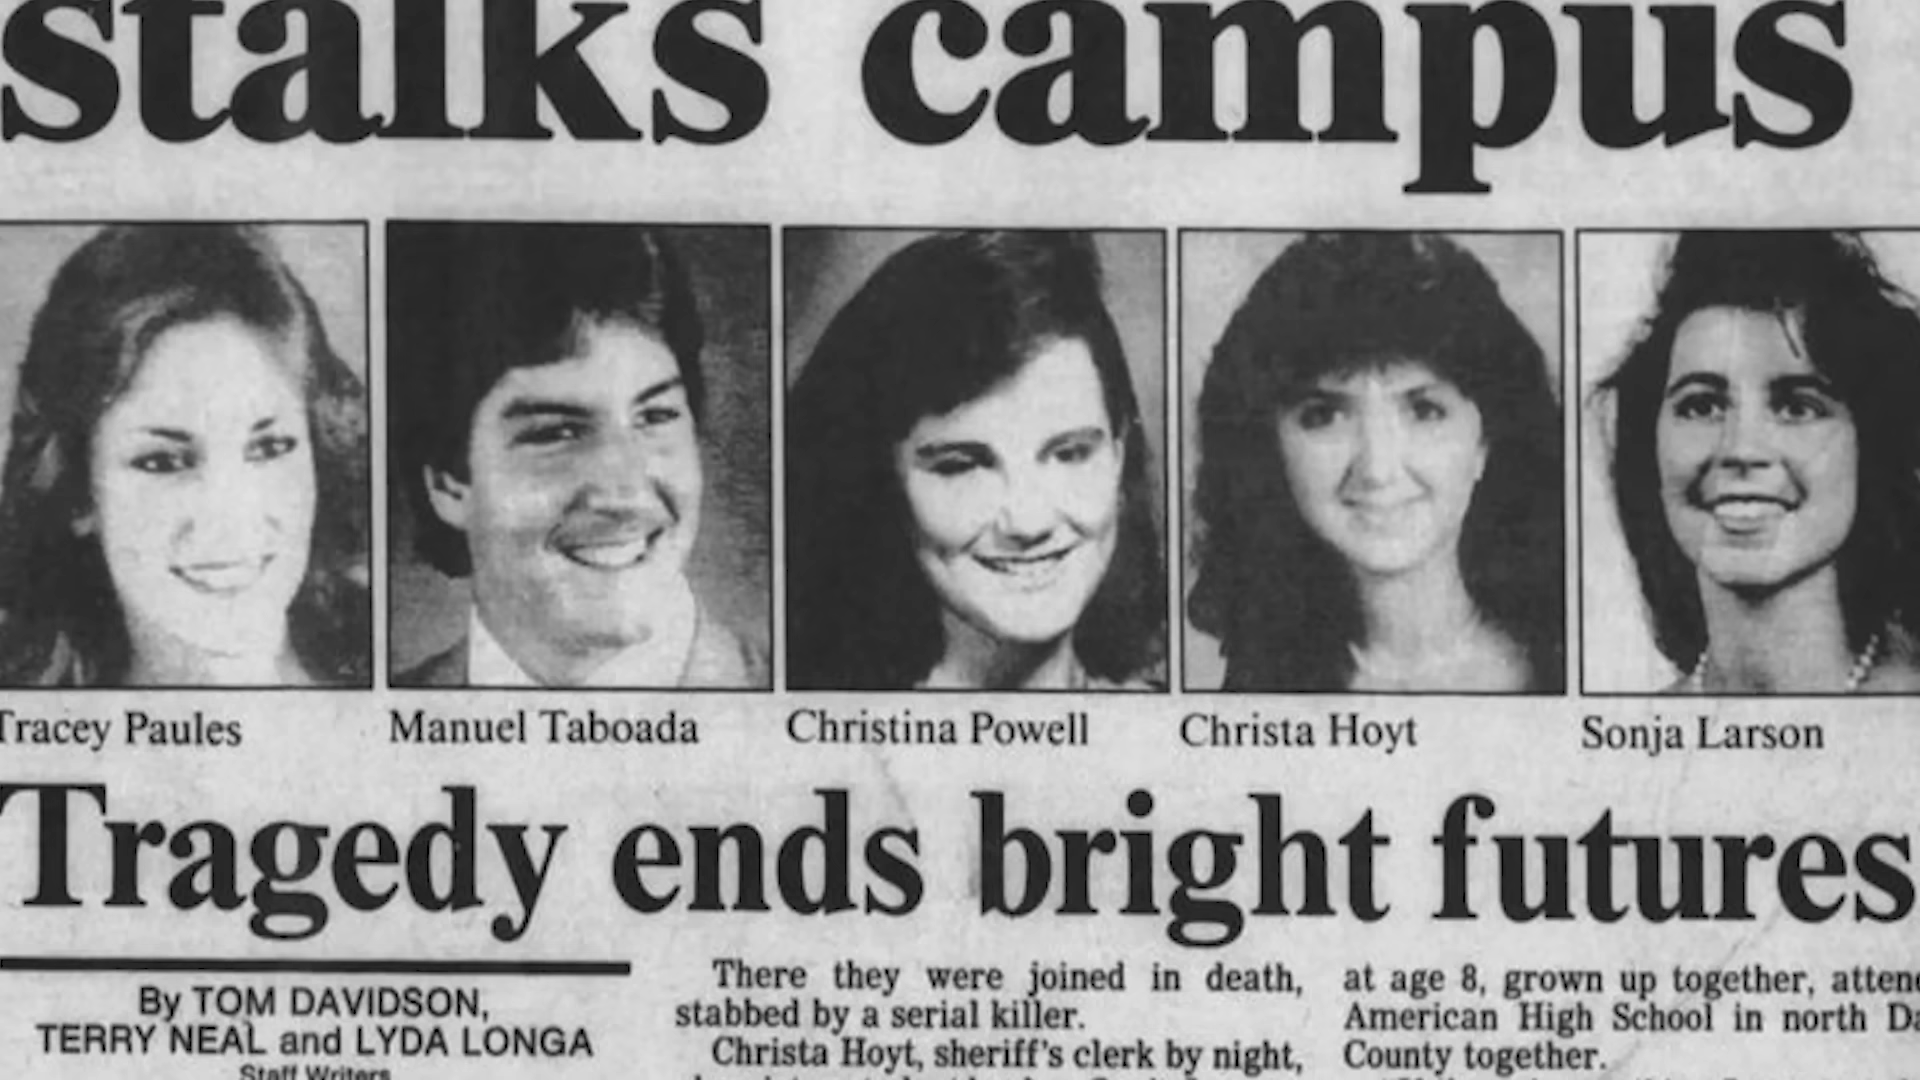 stalks campus
Tracey Paules
Manuel Taboada
Christina Powell
Christa Hoyt
Sonja Larson
Tragedy ends bright futures
By TOM DAVIDSON,
TERRY NEAL and LYDA LONGA
Staff Writers
There they were joined in death,
stabbed by a serial killer.
Christa Hoyt, sheriff's clerk by night,
at age 8, grown up together,
American High School in north
County together.